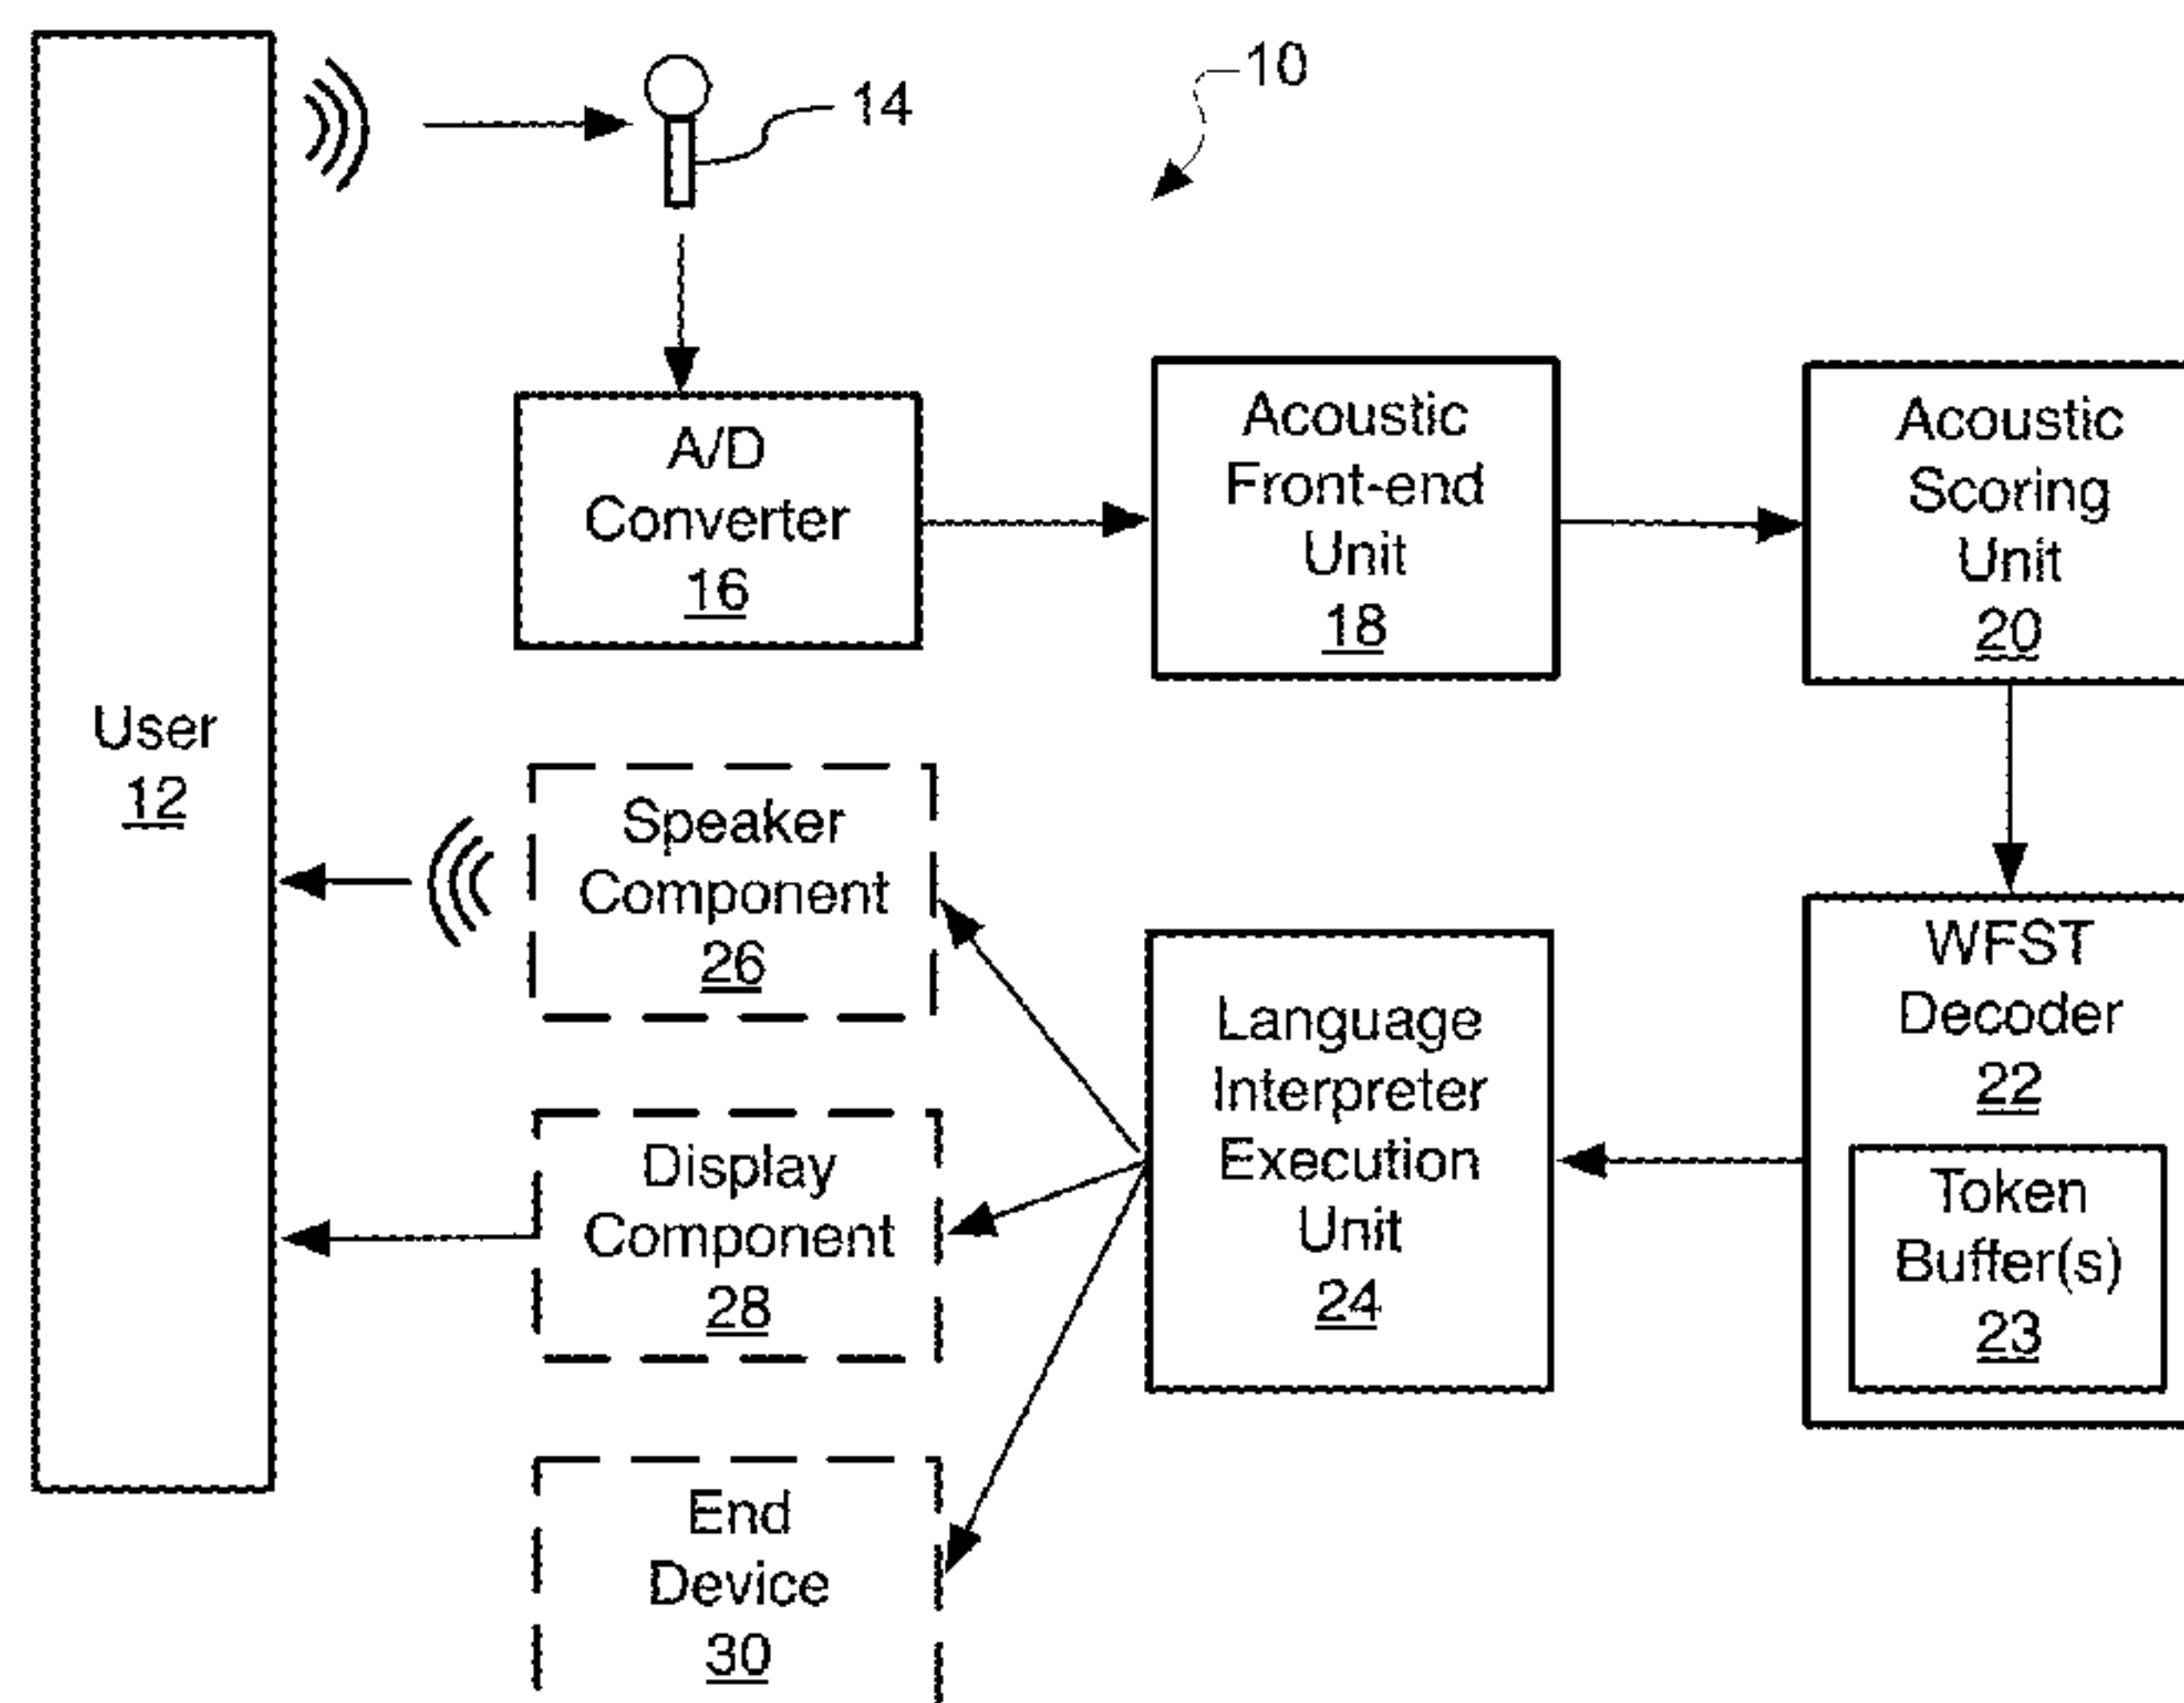 10
14
A/D
Converter
16
Acoustic
Front-end
Unit
18
Acoustic
Scoring
Unit
20
User
12
Speaker
Component
26
WFST
Decoder
22
Language
Interpreter
Execution
Unit
24
Display
Component
28
Token
Buffer(s)
23
End
Device
30